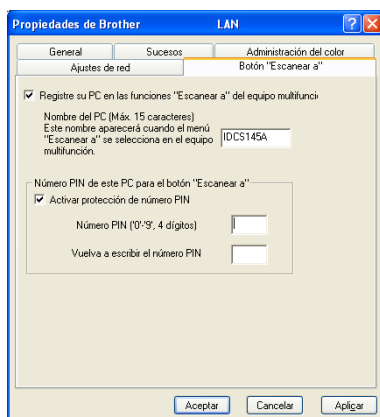 Propiedades de Brother LAN
General Sucesos Administración del color
Ajustes de red Botón "Escanear a"
Registre su PC en las funciones "Escanear a" del equipo multifunci
Nombre del PC (Máx. 15 caracteres)
Este nombre aparecerá cuando el menú
"Escanear a" se selecciona en el equipo
multifunción.
IDCS145A
Número PIN de este PC para el botón "Escanear a"
Activar protección de número PIN
Número PIN ('0'-'9', 4 dígitos)
Vuelva a escribir el número PIN
Aceptar Cancelar Aplicar